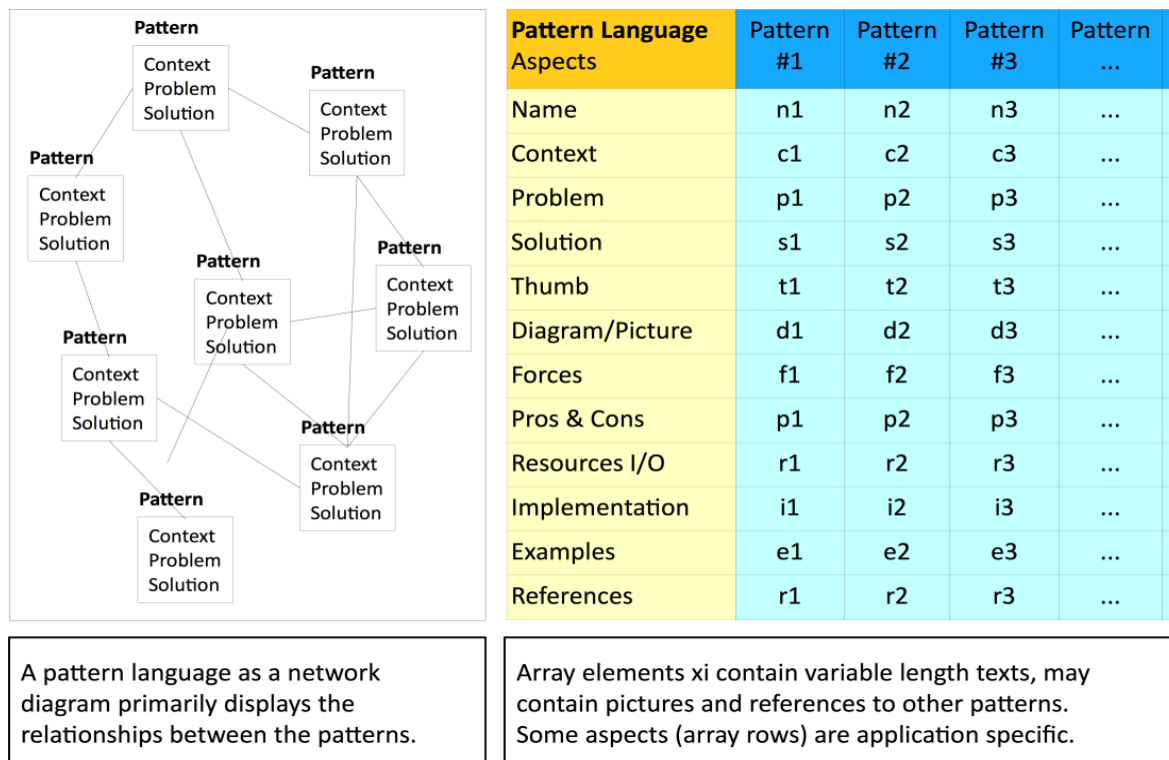 Pattern
Context
Problem
Solution
Pattern
Context
Problem
Solution
Pattern
Context
Problem
Solution
Pattern
Context
Problem
Solution
Pattern
Context
Problem
Solution
Pattern
Context
Problem
Solution
Pattern
Context
Problem
Solution
Pattern
Context
Problem
Solution
A pattern language as a network
diagram primarily displays the
relationships between the patterns.
Pattern Language Pattern Pattern Pattern Pattern
Aspects #1 #2 #3 ...
Name n1 n2 n3 ...
Context c1 c2 c3 ...
Problem p1 p2 p3 ...
Solution s1 s2 s3 ...
Thumb t1 t2 t3 ...
Diagram/Picture d1 d2 d3 ...
Forces f1 f2 f3 ...
Pros & Cons p1 p2 p3 ...
Resources I/O r1 r2 r3 ...
Implementation i1 i2 i3 ...
Examples e1 e2 e3 ...
References r1 r2 r3 ...
Array elements xi contain variable length texts, may
contain pictures and references to other patterns.
Some aspects (array rows) are application specific.